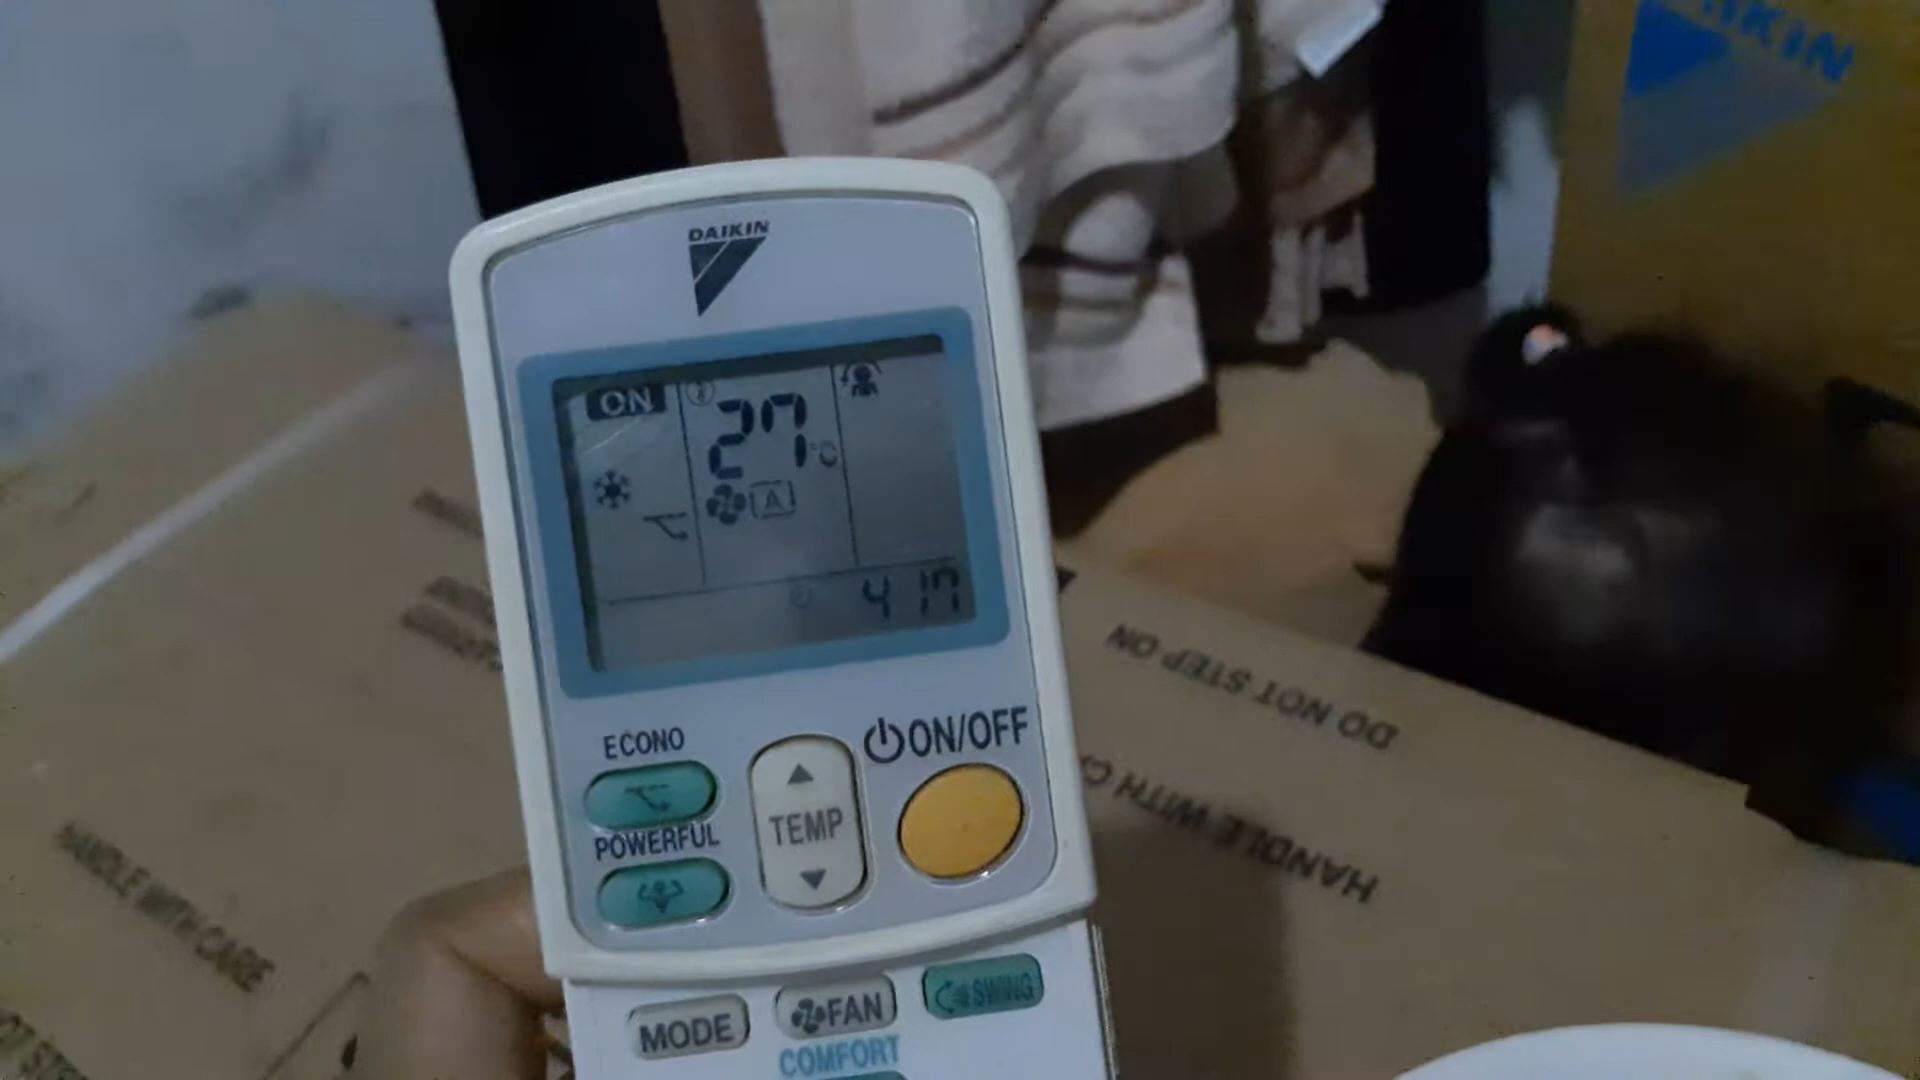 DAIKIN
DAIKIN
ON
27 °C
A
4 17
ECONO
ON/OFF
TEMP
POWERFUL
MODE
FAN
SWING
COMFORT
DO NOT STEP ON
HANDLE WITH
HANDLE WITH CARE